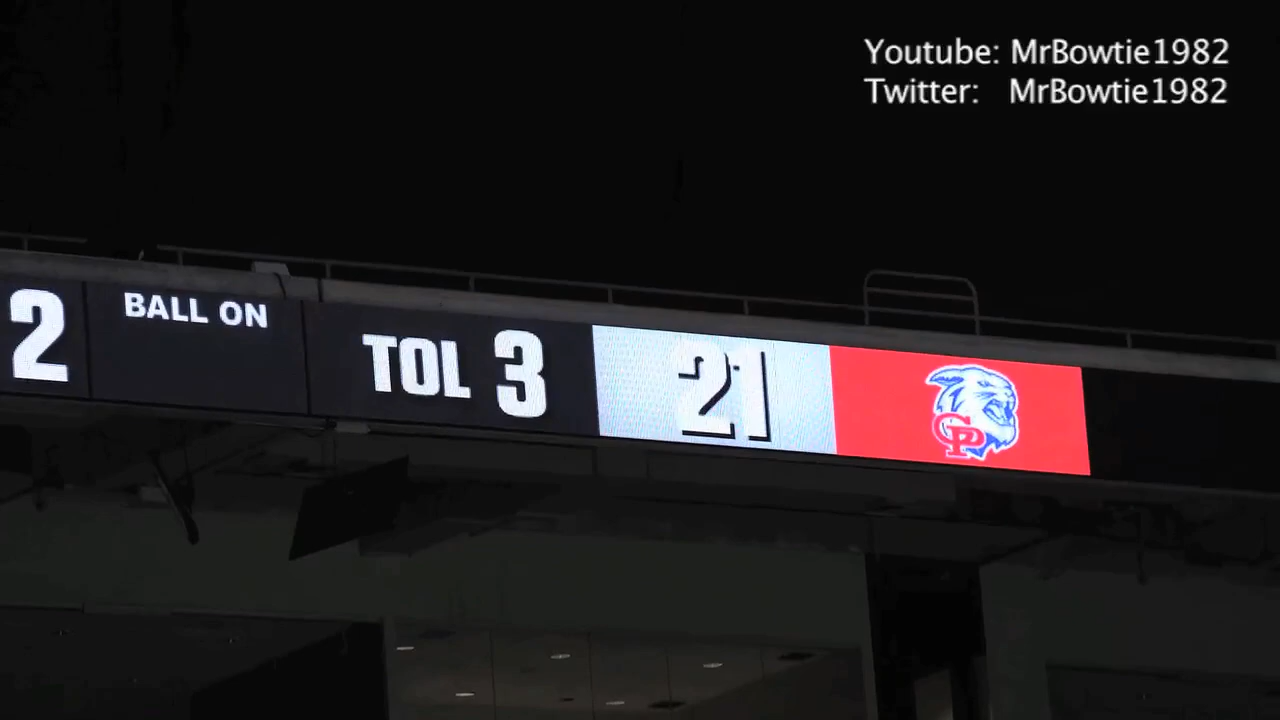 Youtube: MrBowtie1982
Twitter: MrBowtie1982
2
BALL ON
TOL 3
21
CP